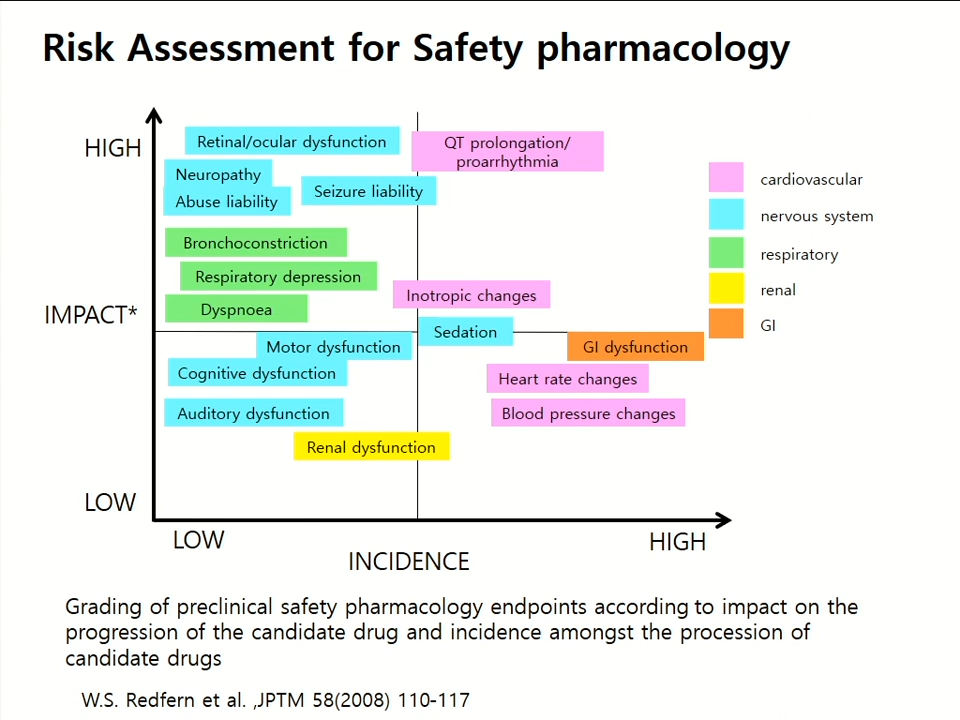 Risk Assessment for Safety pharmacology
HIGH
Retinal/ocular dysfunction
QT prolongation/
proarrhythmia
Neuropathy
Seizure liability
Abuse liability
cardiovascular
nervous system
Bronchoconstriction
respiratory
Respiratory depression
Inotropic changes
renal
Dyspnoea
IMPACT*
GI
Sedation
Motor dysfunction
GI dysfunction
Cognitive dysfunction
Heart rate changes
Auditory dysfunction
Blood pressure changes
Renal dysfunction
LOW
LOW
HIGH
INCIDENCE
Grading of preclinical safety pharmacology endpoints according to impact on the
progression of the candidate drug and incidence amongst the procession of
candidate drugs
W.S. Redfern et al. ,JPTM 58(2008) 110-117